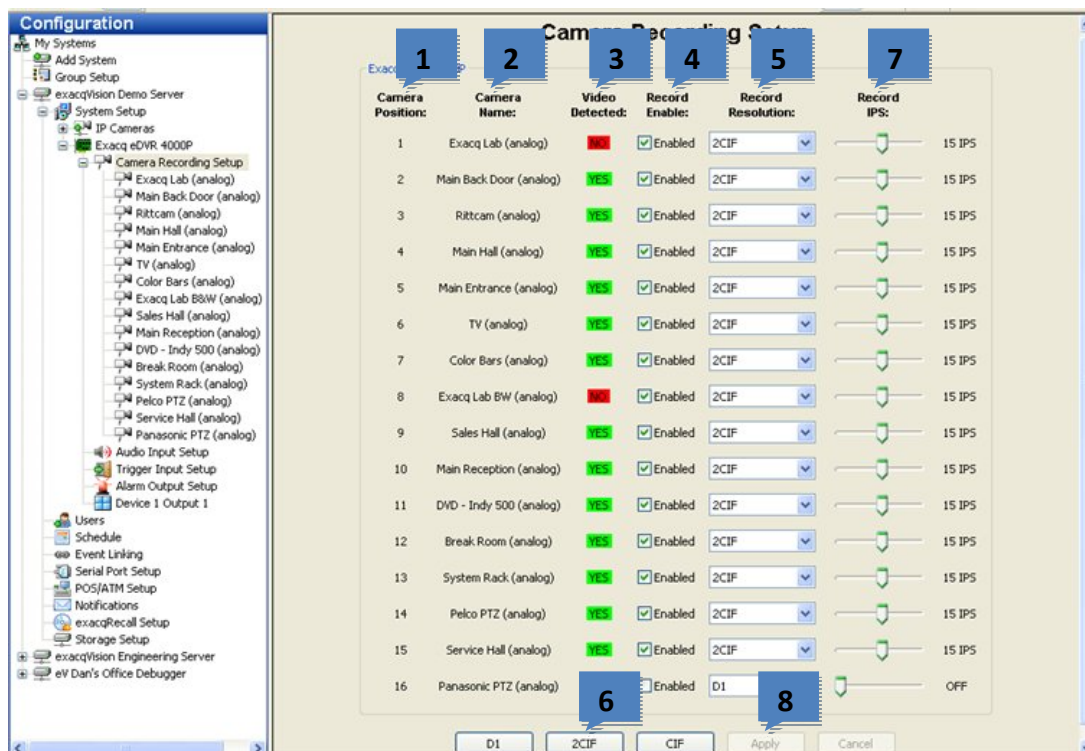 Configuration
My Systems
Add System
Group Setup
exacqVision Demo Server
System Setup
IP Cameras
Exacq eDVR 4000P
Camera Recording Setup
Exacq Lab (analog)
Main Back Door (analog)
Rittcam (analog)
Main Hall (analog)
Main Entrance (analog)
TV (analog)
Color Bars (analog)
Exacq Lab B&W (analog)
Sales Hall (analog)
Main Reception (analog)
DVD - Indy 500 (analog)
Break Room (analog)
System Rack (analog)
Pelco PTZ (analog)
Service Hall (analog)
Panasonic PTZ (analog)
Audio Input Setup
Trigger Input Setup
Alarm Output Setup
Device 1 Output 1
Users
Schedule
Event Linking
Serial Port Setup
POS/ATM Setup
Notifications
exacqRecall Setup
Storage Setup
exacqVision Engineering Server
eV Dan's Office Debugger
Camera Recording Setup
1 2 3 4 5 7
Camera Position: Camera Name: Video Detected: Record Enable: Record Resolution: Record IPS:
1 Exacq Lab (analog) NO Enabled 2CIF 15 IPS
2 Main Back Door (analog) YES Enabled 2CIF 15 IPS
3 Rittcam (analog) YES Enabled 2CIF 15 IPS
4 Main Hall (analog) YES Enabled 2CIF 15 IPS
5 Main Entrance (analog) YES Enabled 2CIF 15 IPS
6 TV (analog) YES Enabled 2CIF 15 IPS
7 Color Bars (analog) YES Enabled 2CIF 15 IPS
8 Exacq Lab BW (analog) NO Enabled 2CIF 15 IPS
9 Sales Hall (analog) YES Enabled 2CIF 15 IPS
10 Main Reception (analog) YES Enabled 2CIF 15 IPS
11 DVD - Indy 500 (analog) YES Enabled 2CIF 15 IPS
12 Break Room (analog) YES Enabled 2CIF 15 IPS
13 System Rack (analog) YES Enabled 2CIF 15 IPS
14 Pelco PTZ (analog) YES Enabled 2CIF 15 IPS
15 Service Hall (analog) YES Enabled 2CIF 15 IPS
16 Panasonic PTZ (analog) Enabled D1 OFF
6 8
D1 2CIF CIF Apply Cancel